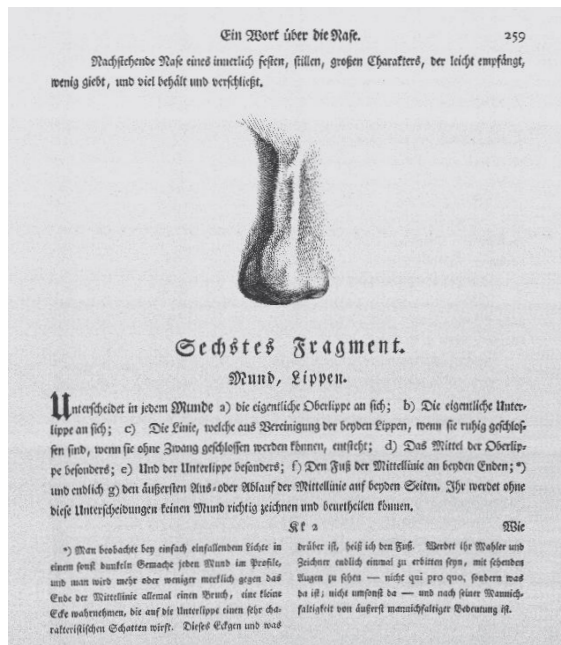 Ein Wort über die Nase. 259
Nachstehende Nase eines innerlich festen, stillen, großen Charakters, der leicht empfängt,
wenig giebt, und viel behält und verschließt.
Sechstes Fragment.
Mund, Lippen.
Unterscheidet in jedem Munde a) die eigentliche Oberlippe an sich; b) Die eigentliche Unter-
lippe an sich; c) Die Linie, welche aus Vereinigung der beyden Lippen, wenn sie ruhig geschlos-
sen sind, wenn sie ohne Zwang geschlossen werden können, entsteht; d) Das Mittel der Oberlip-
pe besonders; e) Und der Unterlippe besonders; f) Den Fuß der Mittellinie an beyden Enden; *)
und endlich g) den äußersten Aus- oder Ablauf der Mittellinie auf beyden Seiten. Ihr werdet ohne
diese Unterscheidungen keinen Mund richtig zeichnen und beurtheilen können.
Kk 2 Wie
*) Man beobachte bey einfach einfallendem Lichte in
einem sonst dunkeln Gemache jeden Mund im Profile,
und man wird mehr oder weniger merklich gegen das
Ende der Mittellinie allemal einen Bruch, eine kleine
Ecke wahrnehmen, die auf die Unterlippe einen sehr cha-
rakteristischen Schatten wirft. Dieses Eckgen und was
drüber ist, heiß ich den Fuß. Werdet ihr Mahler und
Zeichner endlich einmal zu erbitten seyn, mit sehenden
Augen zu sehen — nicht qui pro quo, sondern was
da ist; nicht umsonst da — und nach seiner Mannich-
faltigkeit von äußerst mannichfaltiger Bedeutung ist.